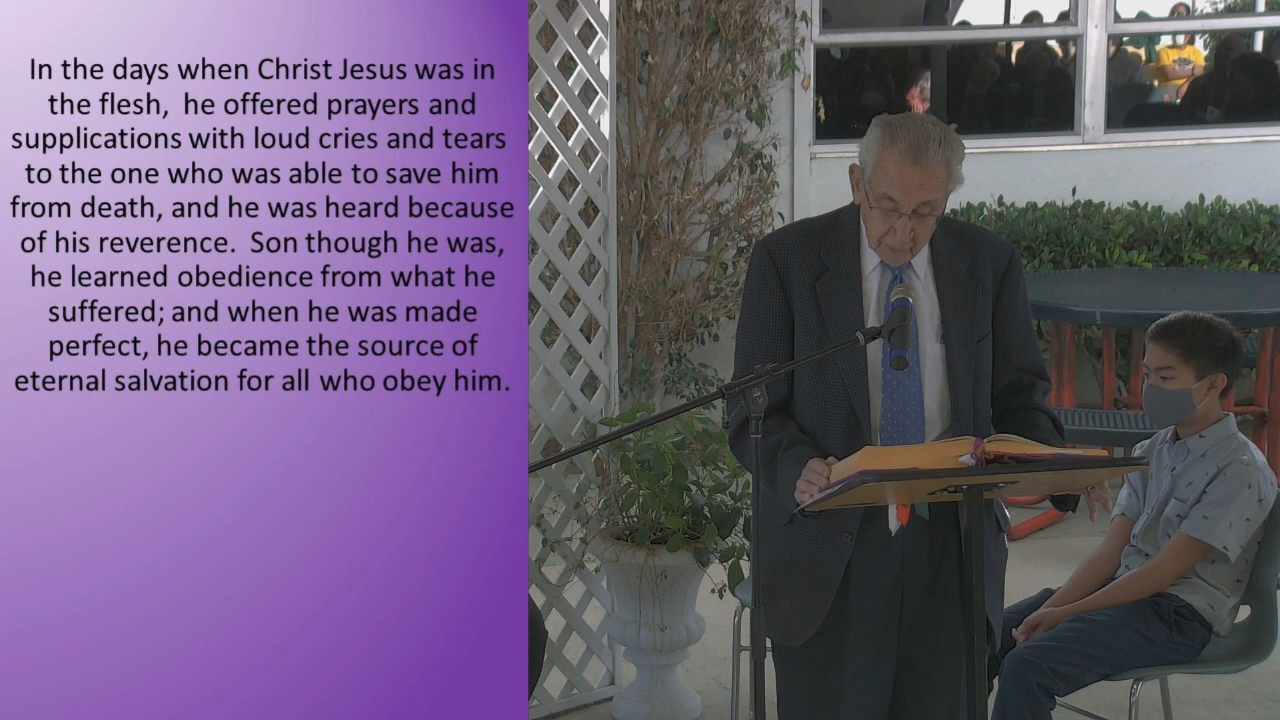 In the days when Christ Jesus was in
the flesh, he offered prayers and
supplications with loud cries and tears
to the one who was able to save him
from death, and he was heard because
of his reverence. Son though he was,
he learned obedience from what he
suffered; and when he was made
perfect, he became the source of
eternal salvation for all who obey him.